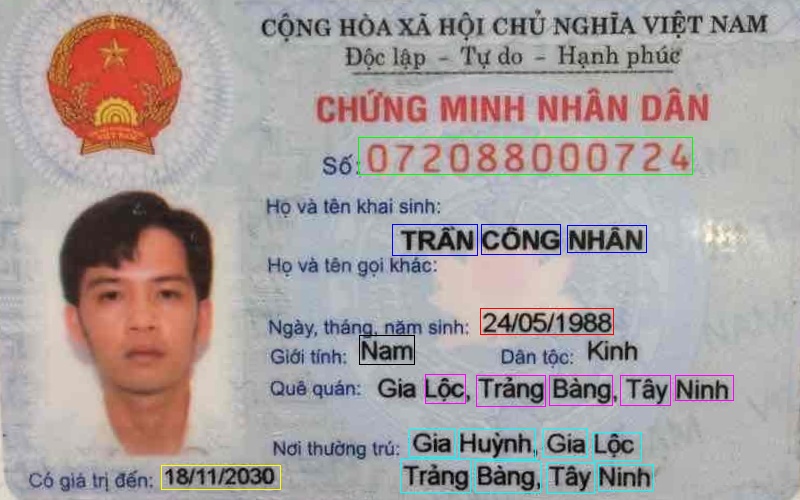 CỘNG HÒA XÃ HỘI CHỦ NGHĨA VIỆT NAM
Độc lập - Tự do - Hạnh phúc
CHỨNG MINH NHÂN DÂN
Số: 072088000724
Họ và tên khai sinh:
TRẦN CÔNG NHÂN
Họ và tên gọi khác:
Ngày, tháng, năm sinh: 24/05/1988
Giới tính: Nam Dân tộc: Kinh
Quê quán: Gia Lộc, Trảng Bàng, Tây Ninh
Nơi thường trú: Gia Huỳnh, Gia Lộc
Trảng Bàng, Tây Ninh
Có giá trị đến: 18/11/2030